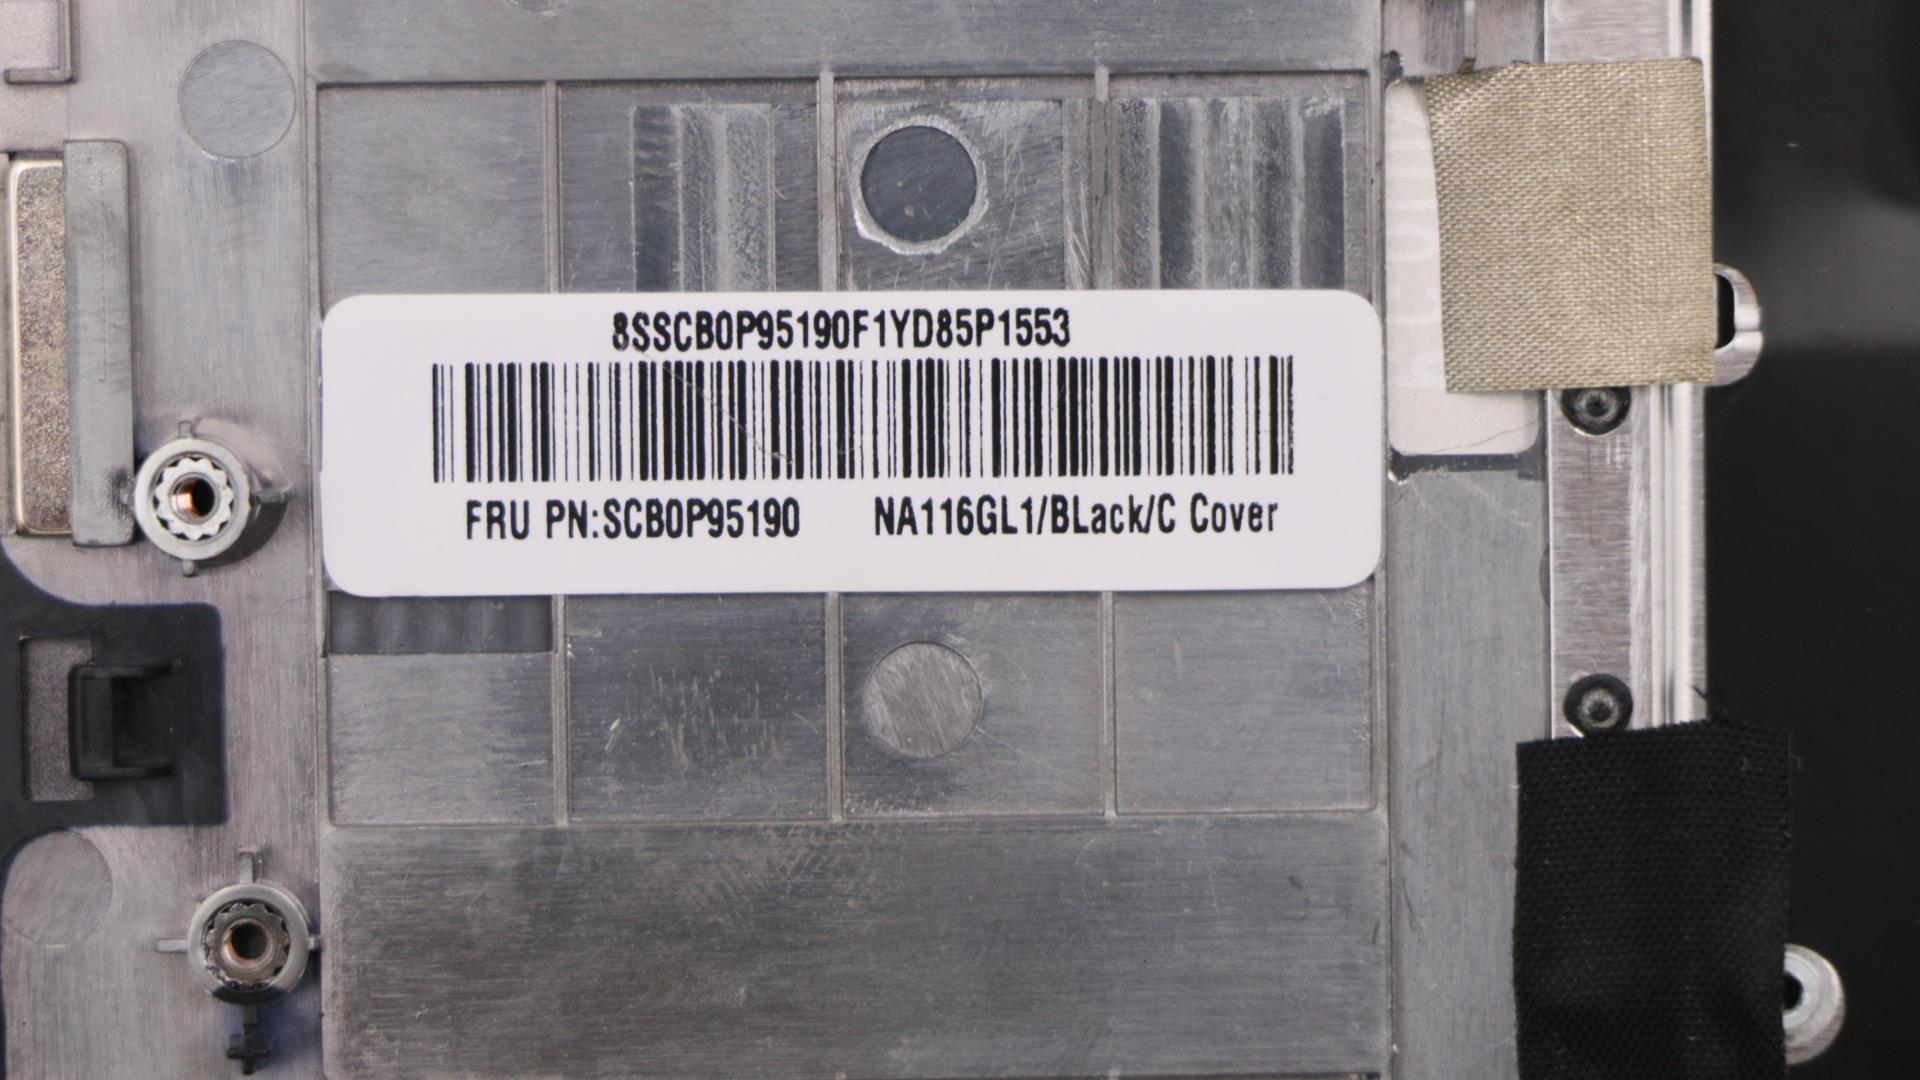 8SSCB0P95190F1YD85P1553
FRU PN:SCB0P95190 NA116GL1/BLack/C Cover